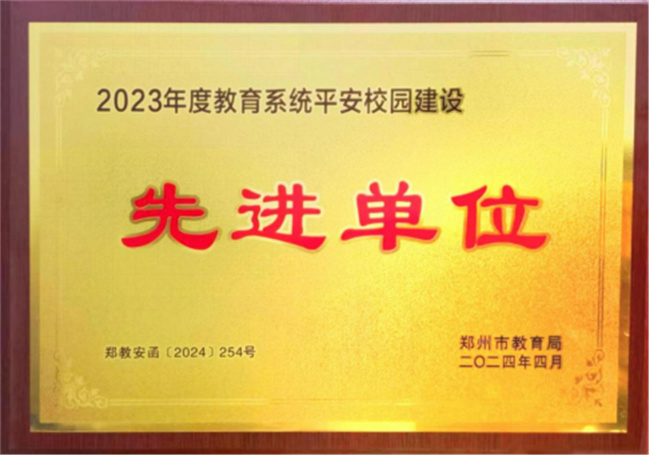 2023年度教育系统平安校园建设
先进单位
郑教安函〔2024〕254号
郑州市教育局
二〇二四年四月